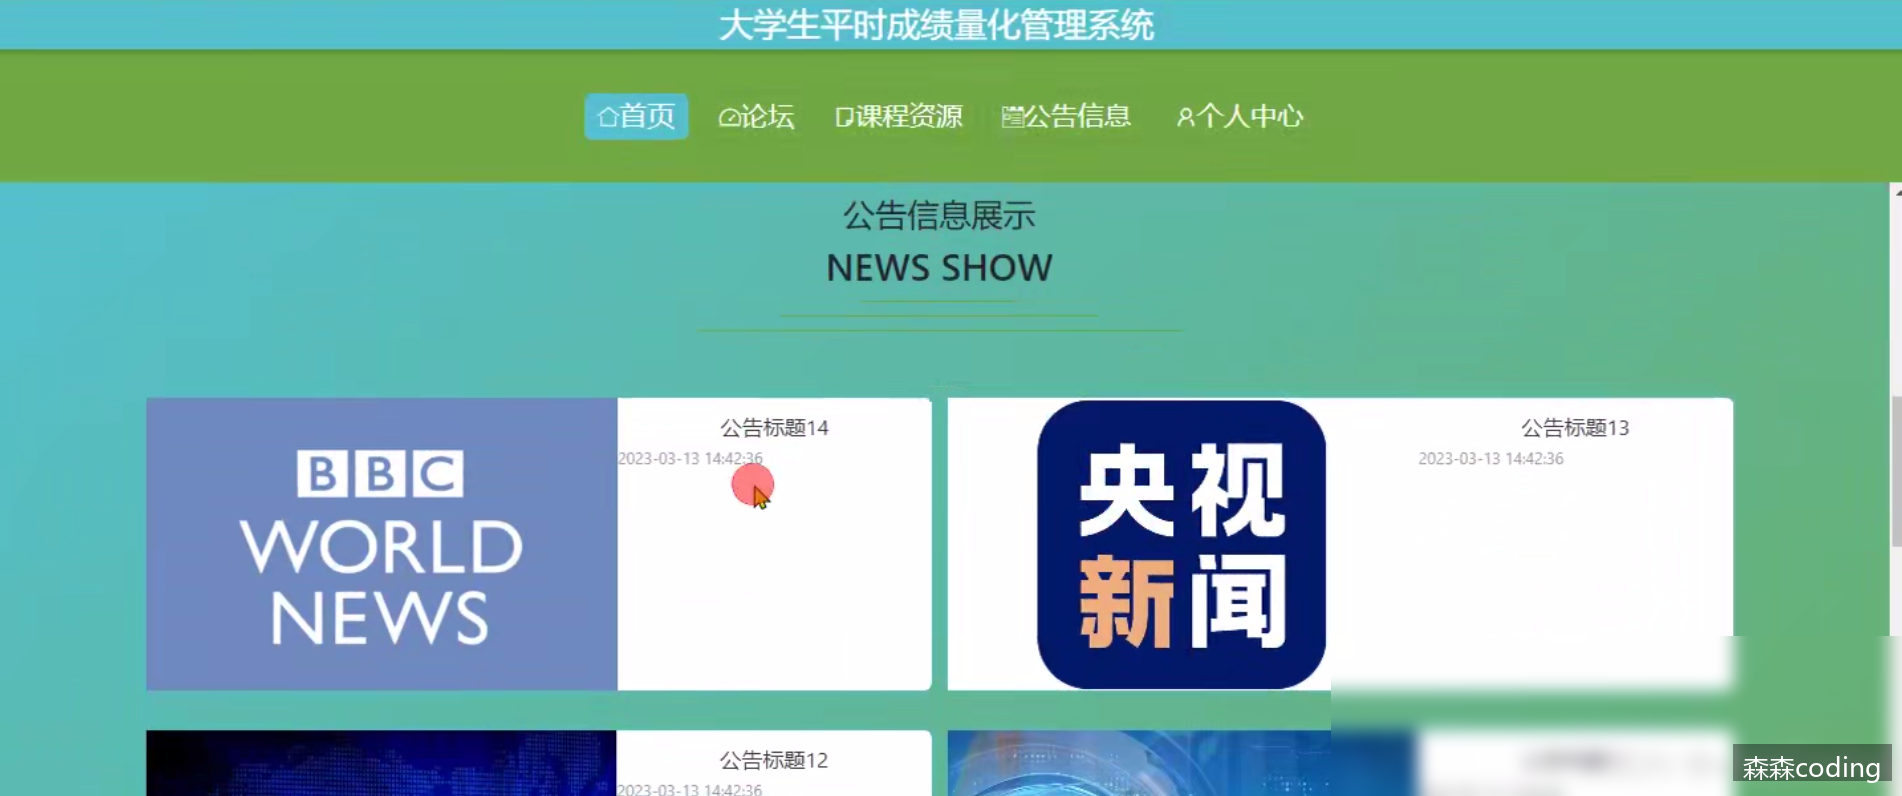 大学生平时成绩量化管理系统
首页 论坛 课程资源 公告信息 个人中心
公告信息展示
NEWS SHOW
BBC
WORLD
NEWS
公告标题14
2023-03-13 14:42:36
央视
新闻
公告标题13
2023-03-13 14:42:36
公告标题12
2023-03-13 14:42:36
森森coding